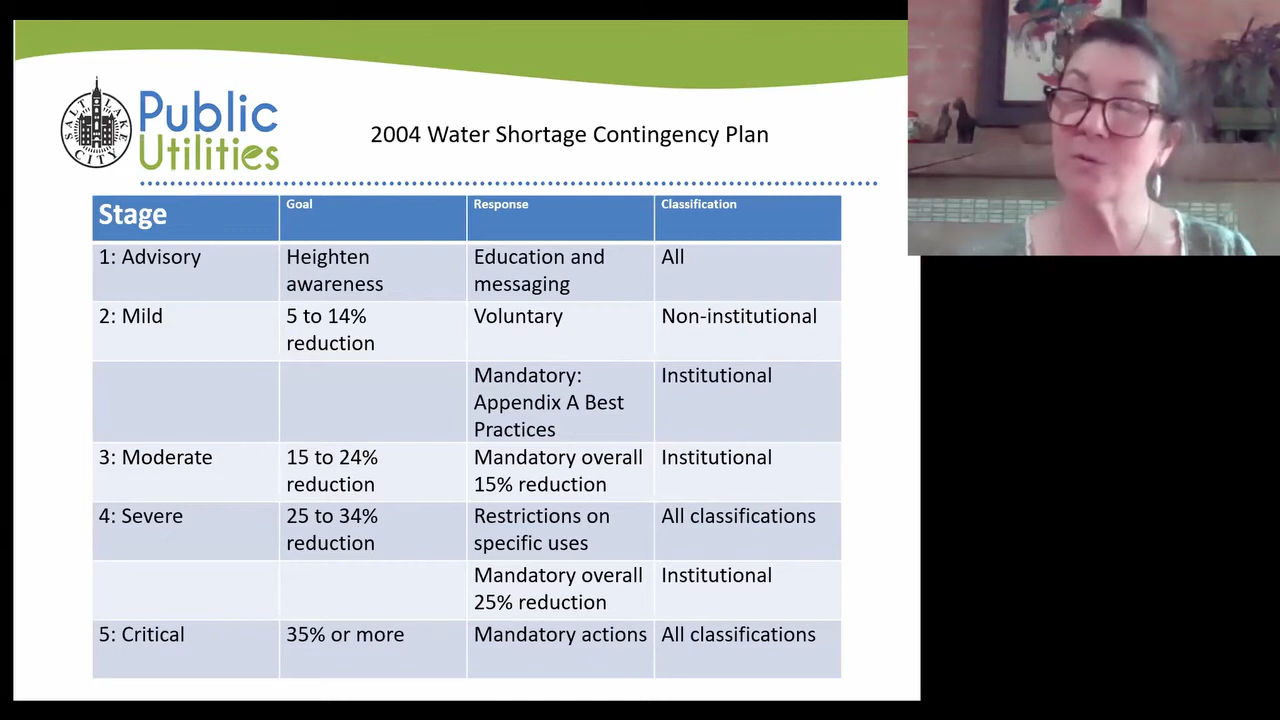 SALT LAKE CITY
Public
Utilities
2004 Water Shortage Contingency Plan
Stage Goal Response Classification
1: Advisory Heighten awareness Education and messaging All
2: Mild 5 to 14% reduction Voluntary Non-institutional
Mandatory: Appendix A Best Practices Institutional
3: Moderate 15 to 24% reduction Mandatory overall 15% reduction Institutional
4: Severe 25 to 34% reduction Restrictions on specific uses All classifications
Mandatory overall 25% reduction Institutional
5: Critical 35% or more Mandatory actions All classifications